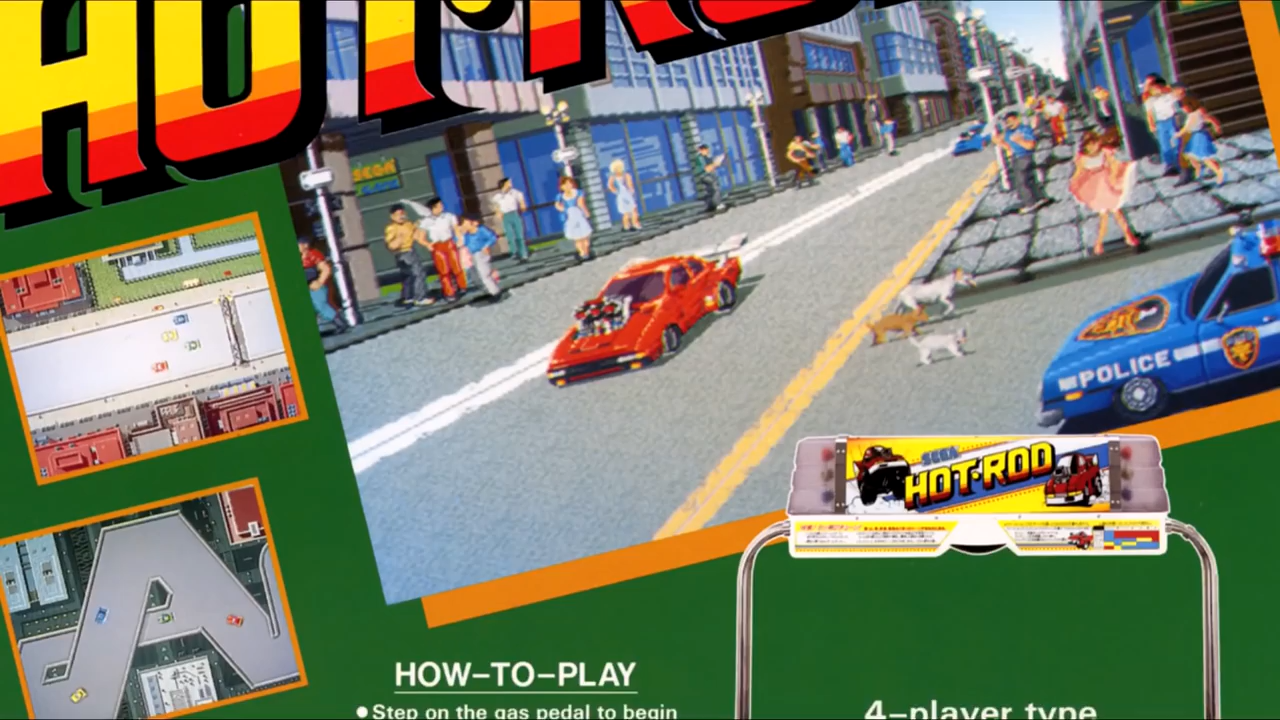 HOT·ROD
SEGA
POLICE
SEGA
HOT·ROD
HOW–TO–PLAY
●Step on the gas pedal to begin
4–player type